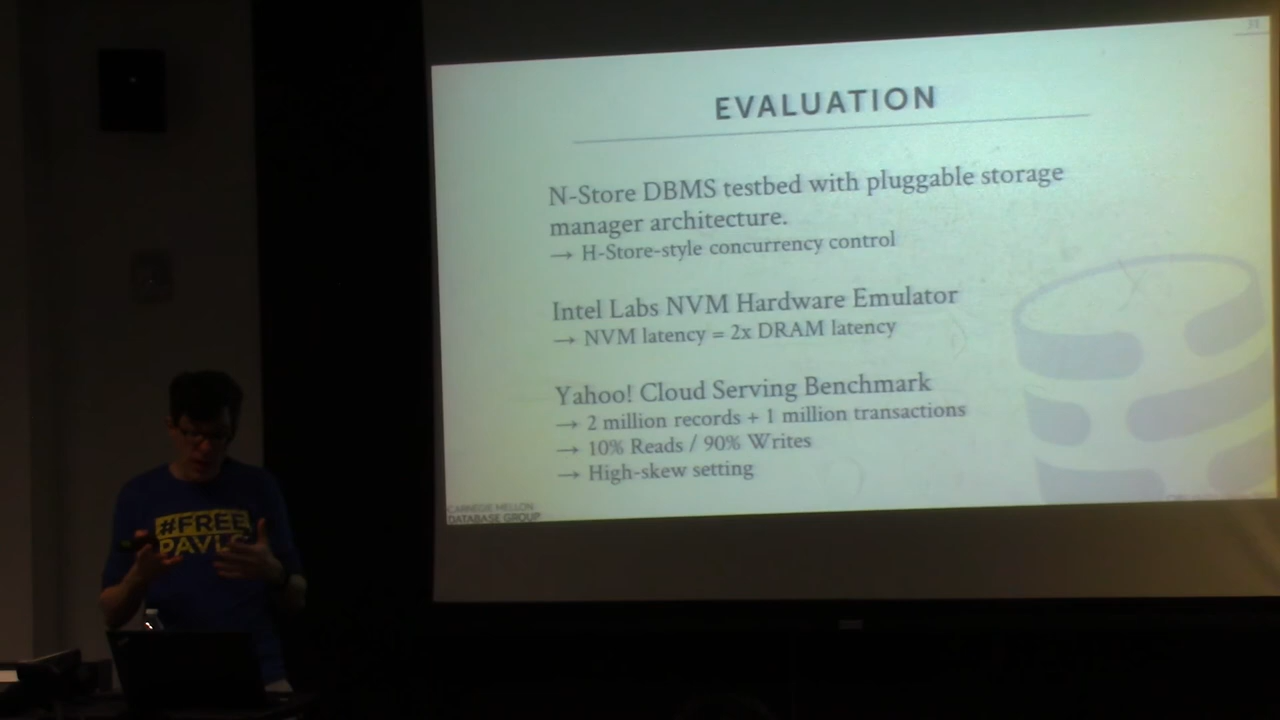 31
EVALUATION
N-Store DBMS testbed with pluggable storage
manager architecture.
→ H-Store-style concurrency control
Intel Labs NVM Hardware Emulator
→ NVM latency = 2x DRAM latency
Yahoo! Cloud Serving Benchmark
→ 2 million records + 1 million transactions
→ 10% Reads / 90% Writes
→ High-skew setting
CARNEGIE MELLON
DATABASE GROUP
#FREE
PAVLO